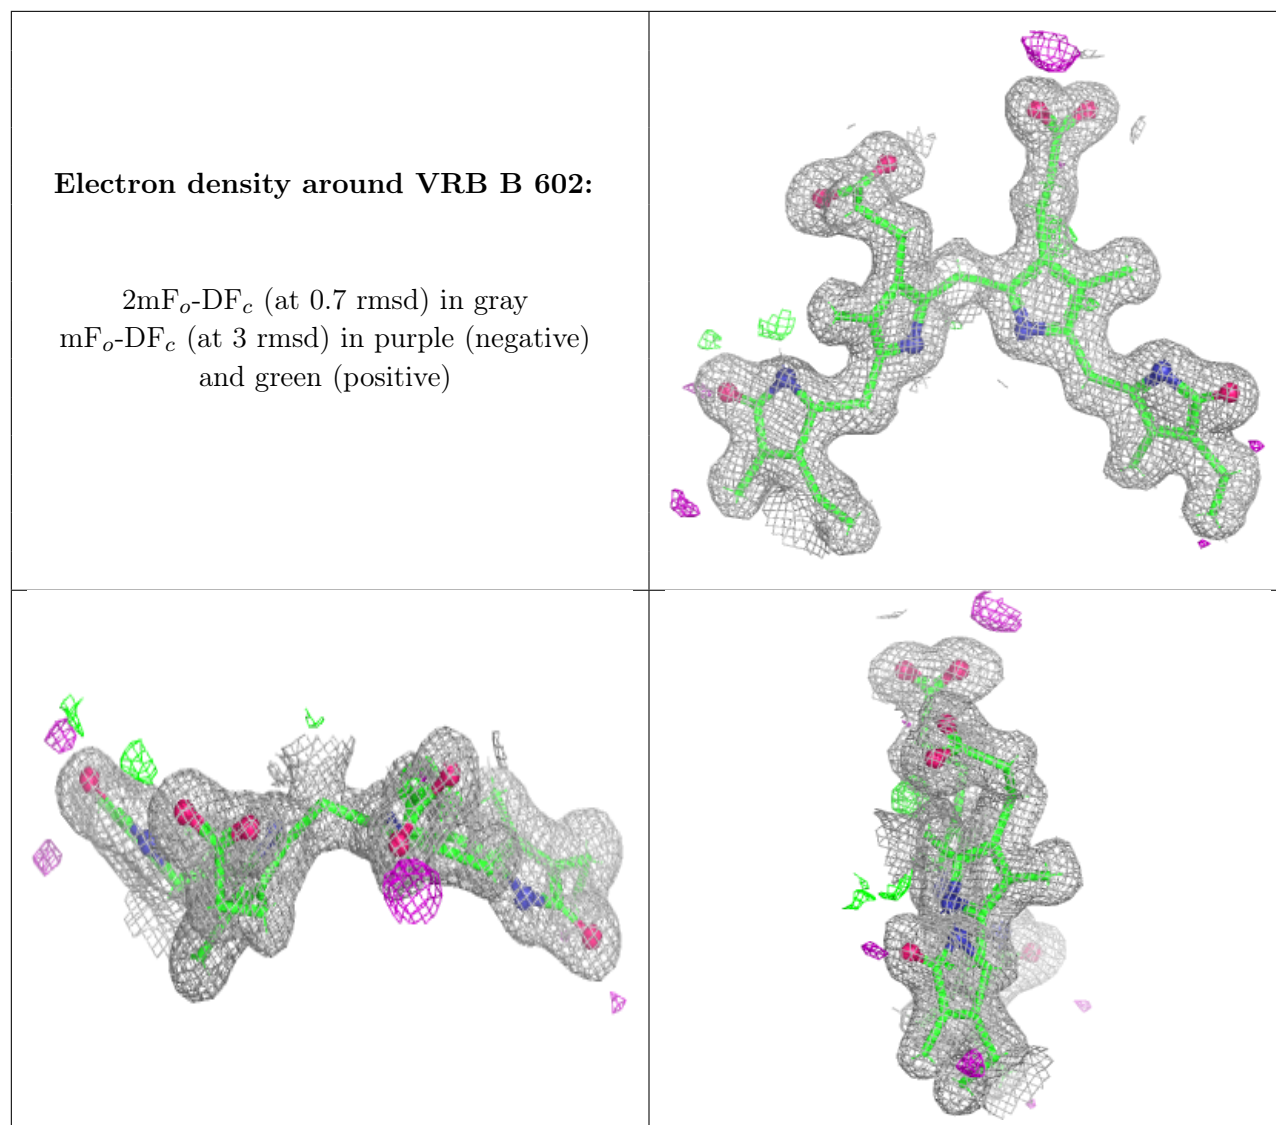 Electron density around VRB B 602:
2mFo-DFc (at 0.7 rmsd) in gray
mFo-DFc (at 3 rmsd) in purple (negative)
and green (positive)